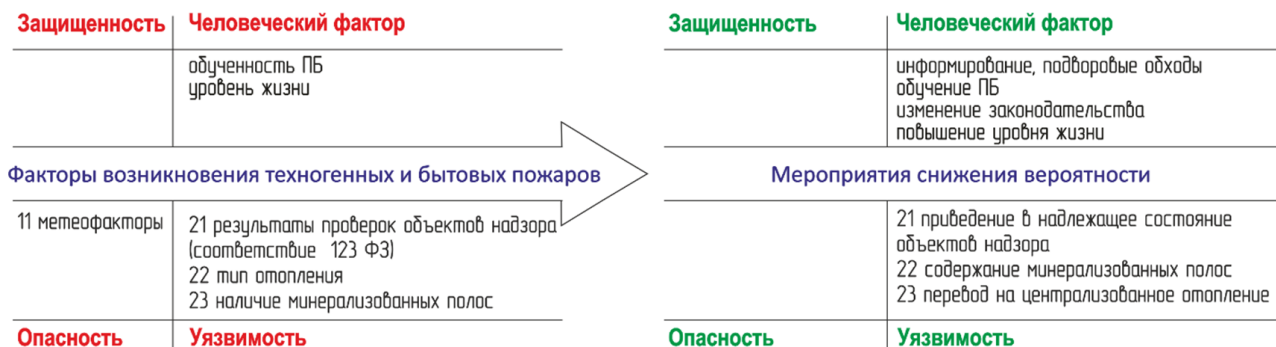 Защищенность Человеческий фактор
обученность ПБ
уровень жизни
Факторы возникновения техногенных и бытовых пожаров
11 метеофакторы
21 результаты проверок объектов надзора
(соответствие 123 ФЗ)
22 тип отопления
23 наличие минерализованных полос
Опасность Уязвимость
Защищенность Человеческий фактор
информирование, подворовые обходы
обучение ПБ
изменение законодательства
повышение уровня жизни
Мероприятия снижения вероятности
21 приведение в надлежащее состояние
объектов надзора
22 содержание минерализованных полос
23 перевод на централизованное отопление
Опасность Уязвимость